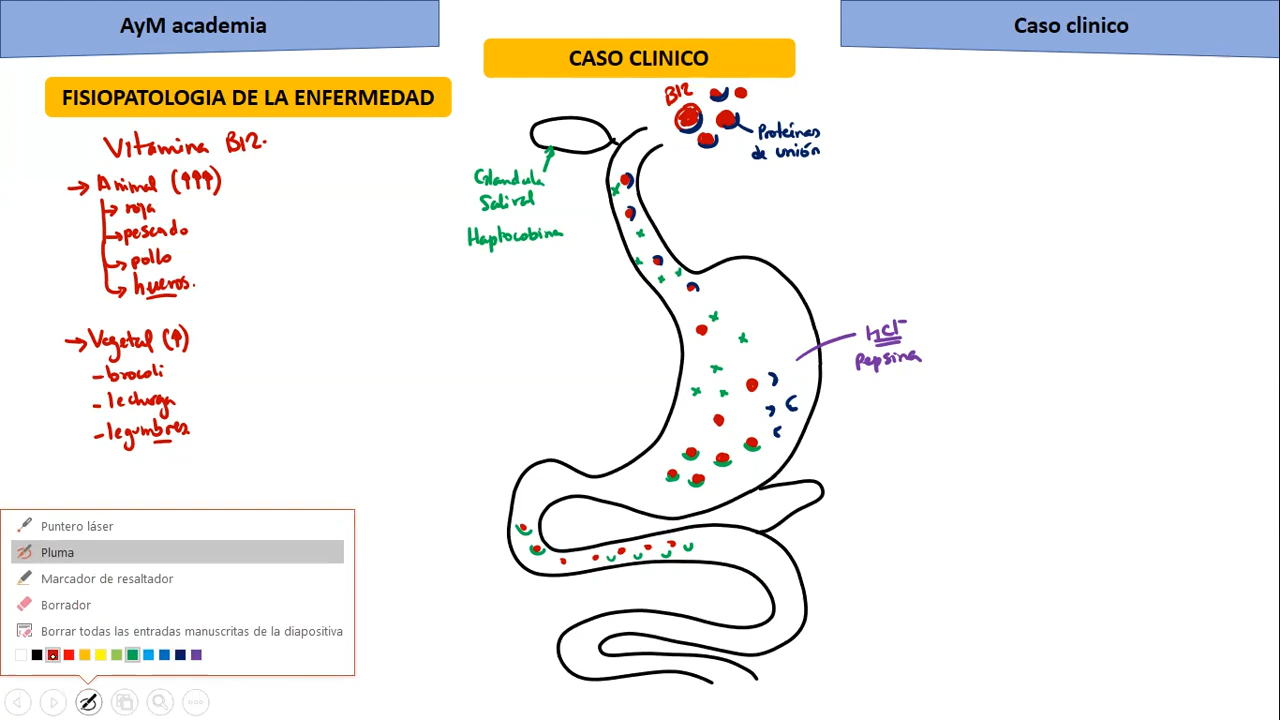 AyM academia
Caso clinico
CASO CLINICO
FISIOPATOLOGIA DE LA ENFERMEDAD
Vitamina B12.
→ Animal (↑↑↑)
→ roja
→ pescado
→ pollo
→ huevos.
→ Vegetal (↑)
- brocoli
- lechuga
- legumbres
B12
Proteínas
de unión
Glandula
Salival
Haptocobina
HCl-
Pepsina
Puntero láser
Pluma
Marcador de resaltador
Borrador
Borrar todas las entradas manuscritas de la diapositiva